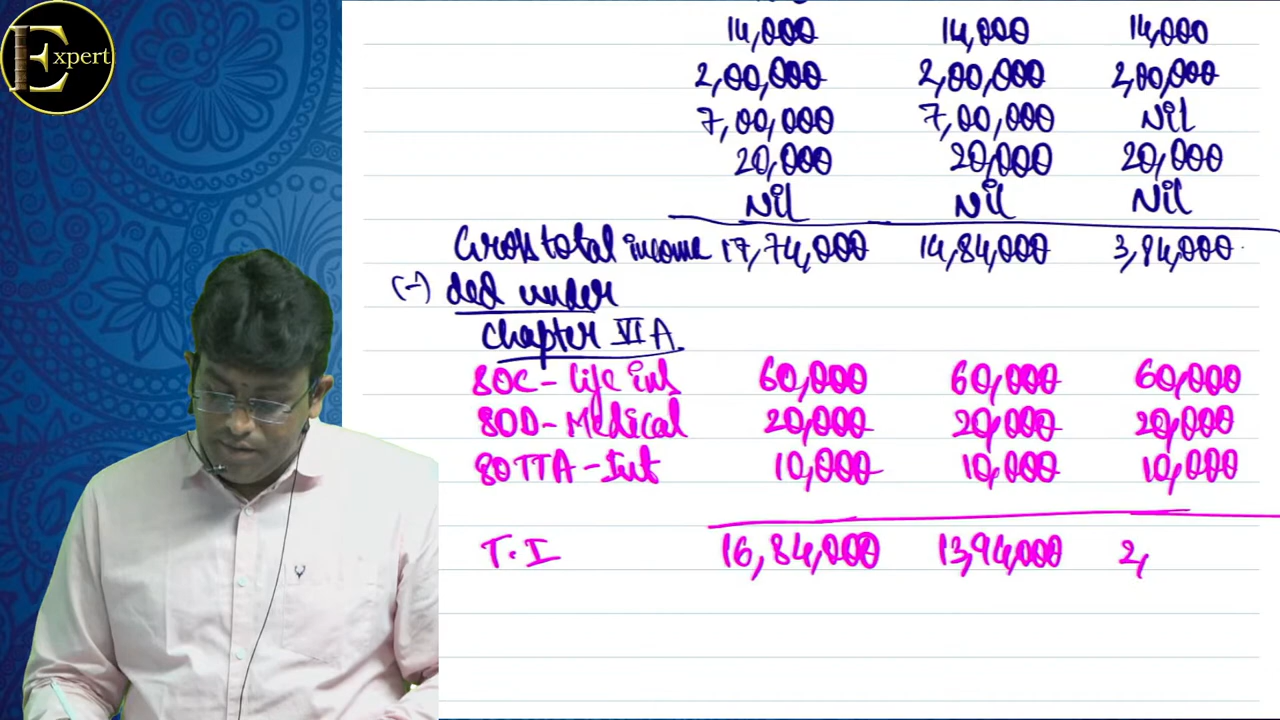 Expert
14,000 14,000 14,000
2,00,000 2,00,000 2,00,000
7,00,000 7,00,000 Nil
20,000 20,000 20,000
Nil Nil Nil
Gross total income 17,74,000 14,84,000 3,84,000
(-) ded under
chapter VI A
80C - life ins 60,000 60,000 60,000
80D - Medical 20,000 20,000 20,000
80TTA - Int 10,000 10,000 10,000
T.I 16,84,000 13,94,000 2,